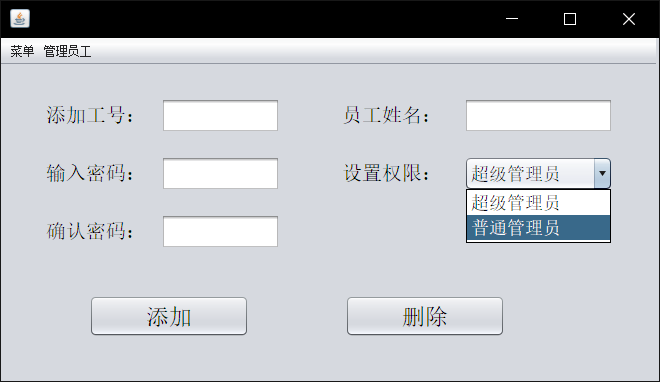 菜单 管理员工
添加工号： 员工姓名：
输入密码： 设置权限： 超级管理员
超级管理员
普通管理员
确认密码：
添加 删除